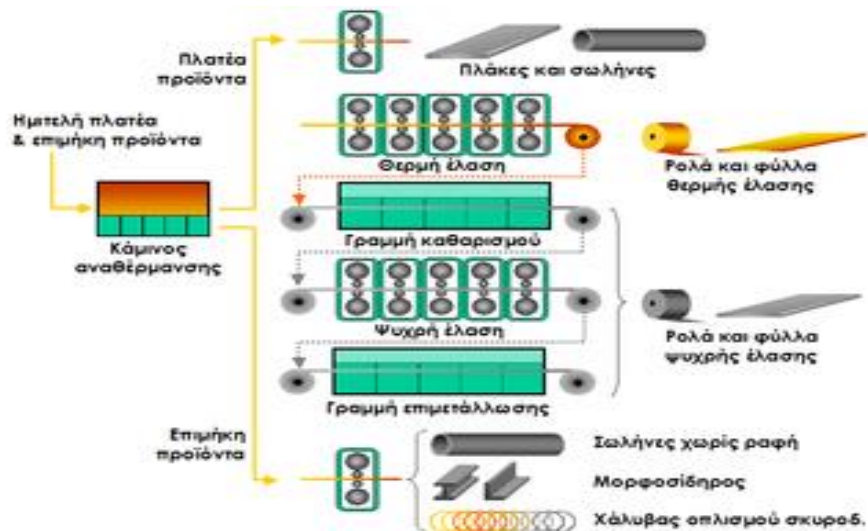 Πλατέα
προϊόντα
Πλάκες και σωλήνες
Ημιτελή πλατέα
& επιμήκη προϊόντα
Θερμή έλαση
Ρολά και φύλλα
θερμής έλασης
Κάμινος
αναθέρμανσης
Γραμμή καθαρισμού
Ψυχρή έλαση
Ρολά και φύλλα
ψυχρής έλασης
Γραμμή επιμετάλλωσης
Επιμήκη
προϊόντα
Σωλήνες χωρίς ραφή
Μορφοσίδηρος
Χάλυβας οπλισμού σκυροδ.